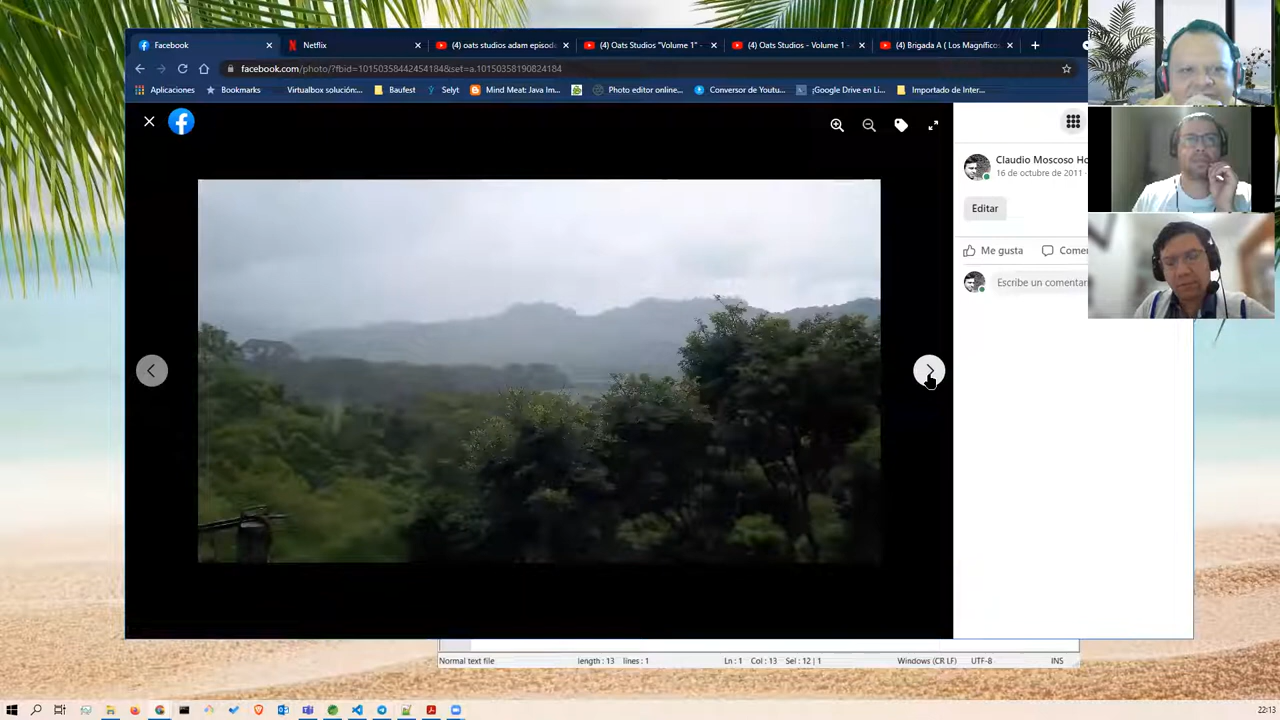 Facebook
Netflix
(4) oats studios adam episod
(4) Oats Studios "Volume 1" -
(4) Oats Studios - Volume 1 -
(4) Brigada A ( Los Magnífico
facebook.com/photo/?fbid=10150358442454184&set=a.10150358190824184
Aplicaciones
Bookmarks
Virtualbox solución:...
Baufest
Selyt
Mind Meat: Java Im...
Photo editor online...
Conversor de Youtu...
¡Google Drive en Li...
Importado de Inter...
Claudio Moscoso Ho
16 de octubre de 2011 ·
Editar
Me gusta
Come
Escribe un comentar
Normal text file
length : 13 lines : 1
Ln : 1 Col : 13 Sel : 12 | 1
Windows (CR LF)
UTF-8
INS
22:13